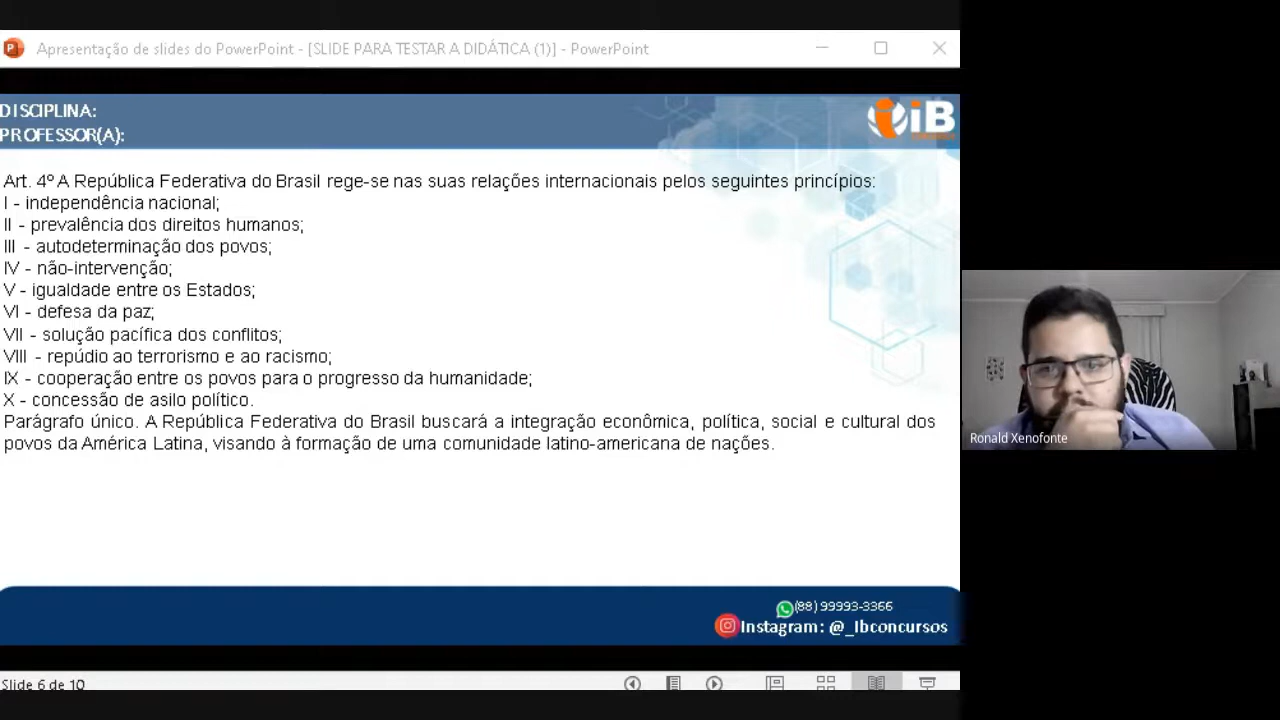 Apresentação de slides do PowerPoint - [SLIDE PARA TESTAR A DIDÁTICA (1)] - PowerPoint
DISCIPLINA:
PROFESSOR(A):
iB
Art. 4º A República Federativa do Brasil rege-se nas suas relações internacionais pelos seguintes princípios:
I - independência nacional;
II - prevalência dos direitos humanos;
III - autodeterminação dos povos;
IV - não-intervenção;
V - igualdade entre os Estados;
VI - defesa da paz;
VII - solução pacífica dos conflitos;
VIII - repúdio ao terrorismo e ao racismo;
IX - cooperação entre os povos para o progresso da humanidade;
X - concessão de asilo político.
Parágrafo único. A República Federativa do Brasil buscará a integração econômica, política, social e cultural dos
povos da América Latina, visando à formação de uma comunidade latino-americana de nações.
Ronald Xenofonte
(88) 99993-3366
Instagram: @_Ibconcursos
Slide 6 de 10